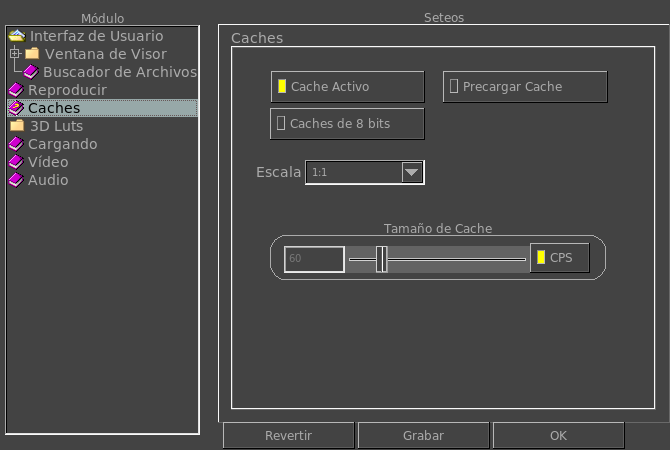 Módulo
Interfaz de Usuario
Ventana de Visor
Buscador de Archivos
Reproducir
Caches
3D Luts
Cargando
Vídeo
Audio
Seteos
Caches
Cache Activo
Precargar Cache
Caches de 8 bits
Escala 1:1
Tamaño de Cache
60
CPS
Revertir
Grabar
OK